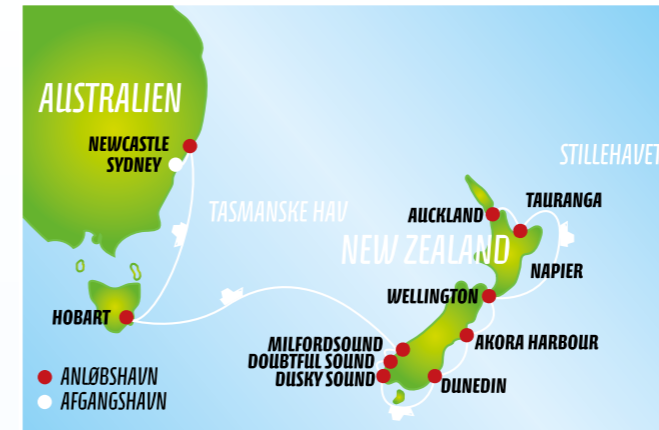 AUSTRALIEN
NEWCASTLE
SYDNEY
STILLEHAVET
TASMANSKE HAV
AUCKLAND
TAURANGA
NEW ZEALAND
NAPIER
WELLINGTON
HOBART
MILFORDSOUND
DOUBTFUL SOUND
DUSKY SOUND
AKORA HARBOUR
DUNEDIN
ANLØBSHAVN
AFGANGSHAVN